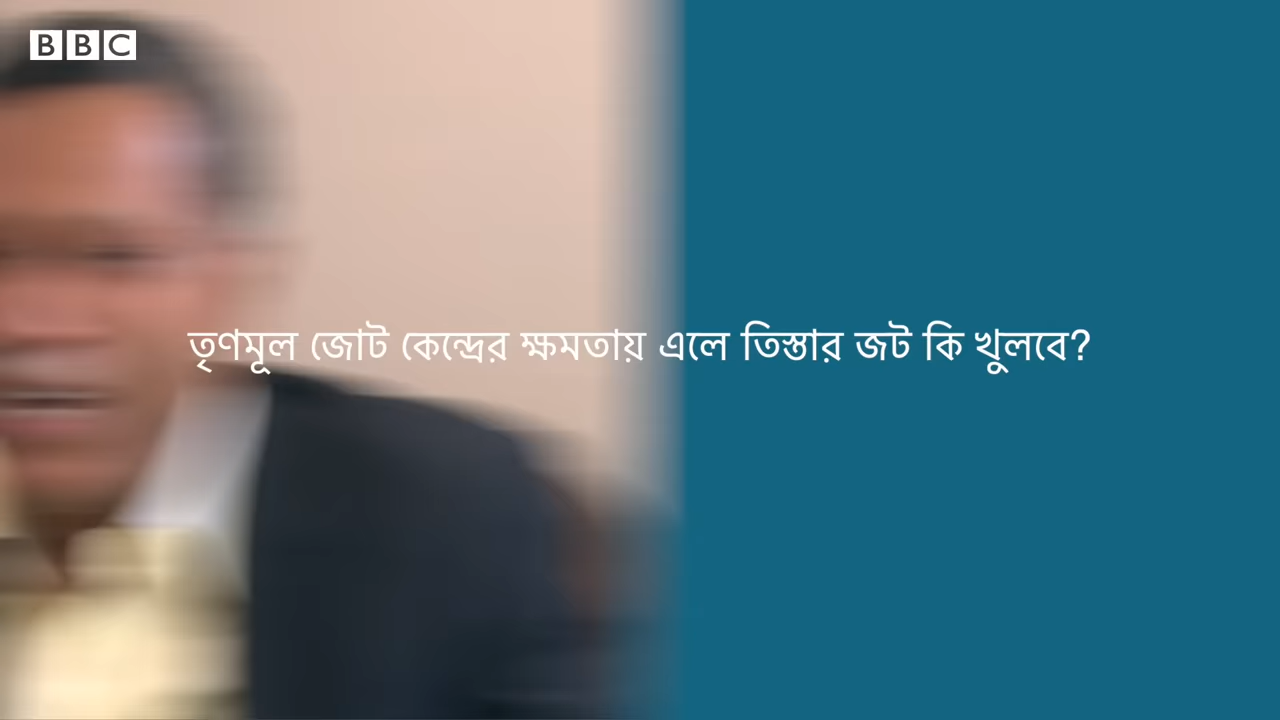 BBC
তৃণমূল জোট কেন্দ্রের ক্ষমতায় এলে তিস্তার জট কি খুলবে?